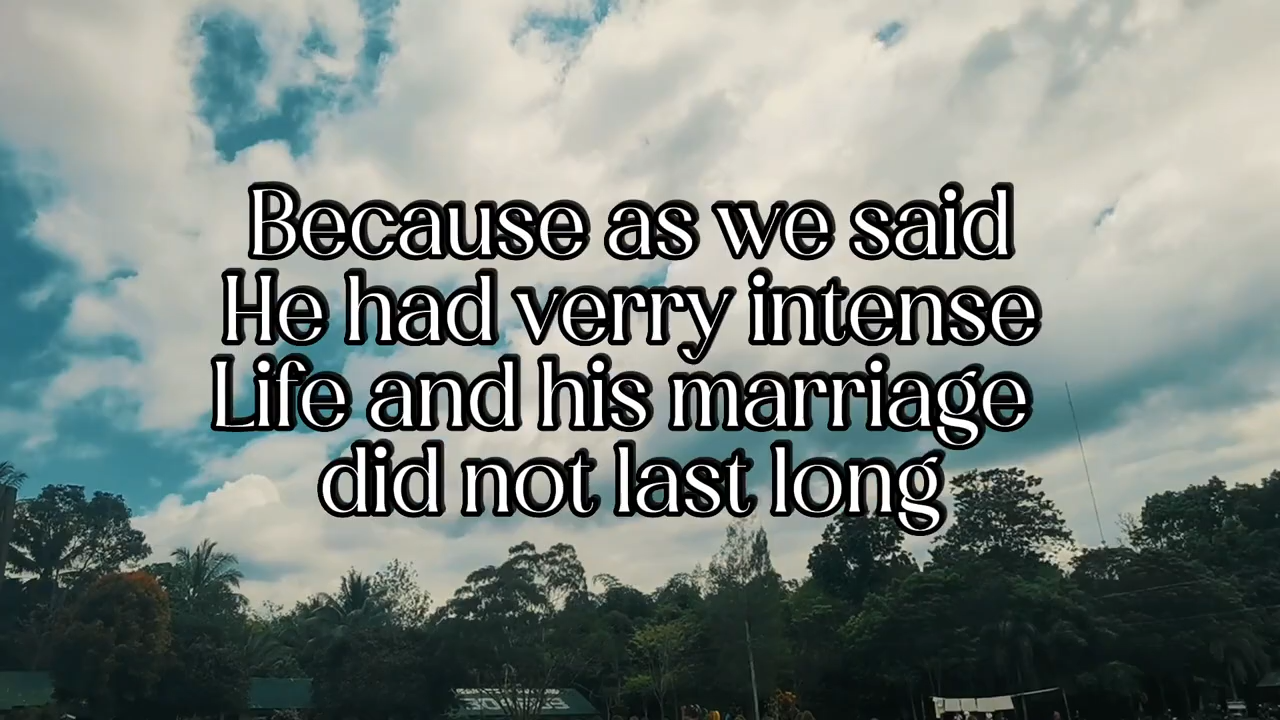 Because as we said
He had verry intense
Life and his marriage
did not last long